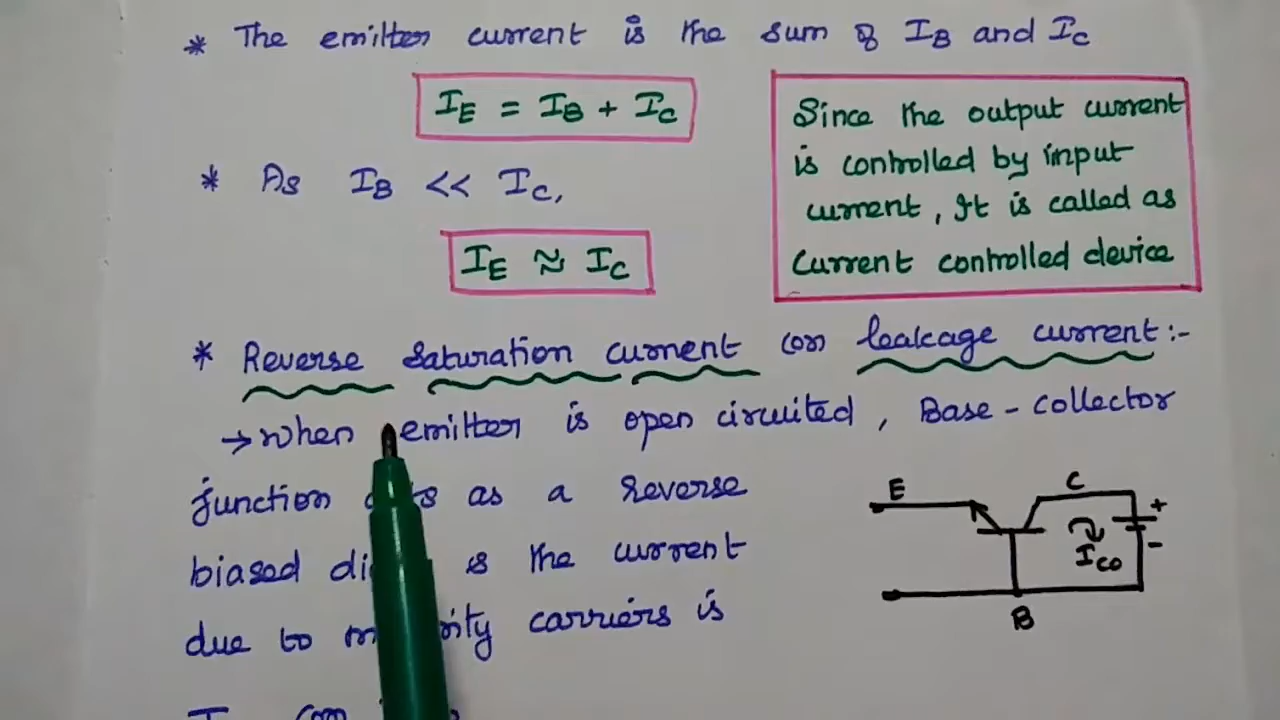 * The emitter current is the sum of IB and IC
IE = IB + IC
* As IB << IC,
IE ≈ IC
Since the output current
is controlled by input
current, It is called as
Current controlled device
* Reverse saturation current (or) leakage current :-
→ When emitter is open circuited, Base - collector
junction as a reverse
biased is the current
due to carriers is
E
C
+
-
ICO
B